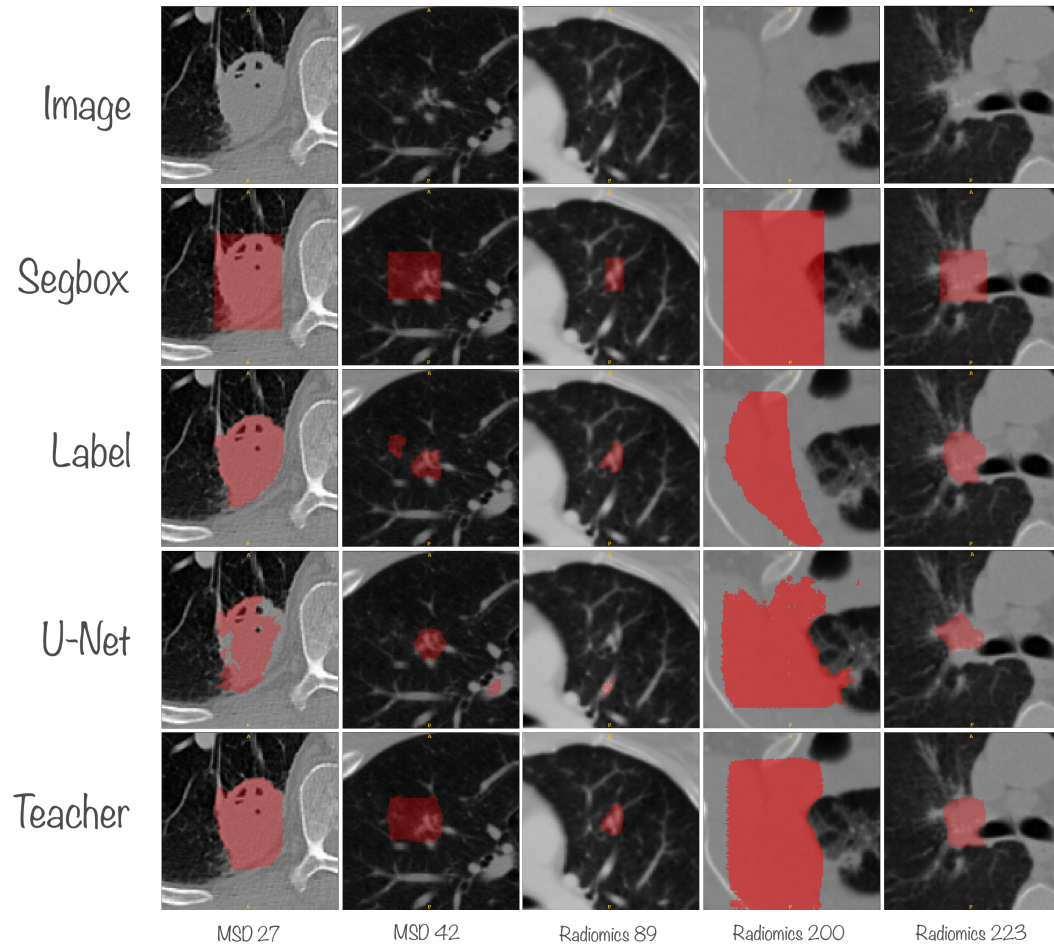 Image
Segbox
Label
U-Net
Teacher
MSD 27 MSD 42 Radiomics 89 Radiomics 200 Radiomics 223